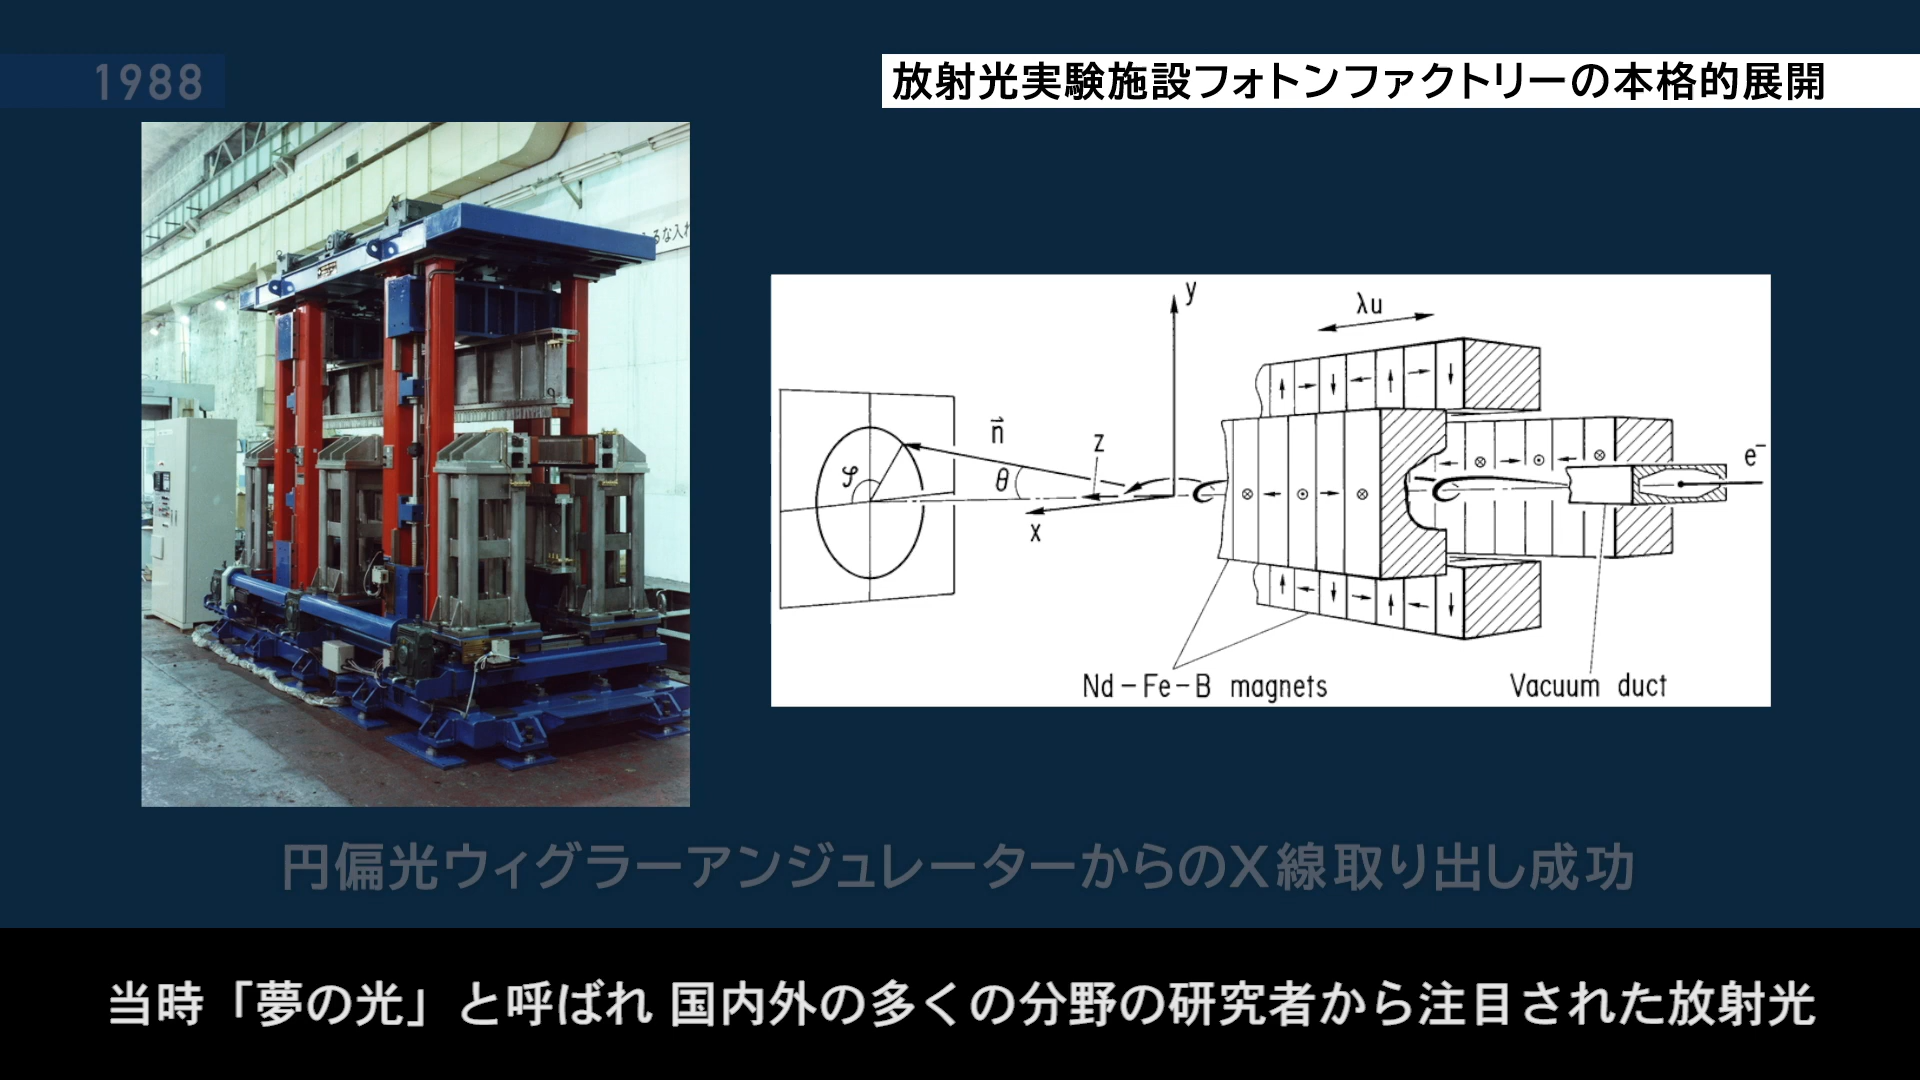 1988
放射光実験施設フォトンファクトリーの本格的展開
るな入れ
y
λu
n
z
θ
φ
x
e⁻
Nd-Fe-B magnets
Vacuum duct
円偏光ウィグラーアンジュレーターからのX線取り出し成功
当時「夢の光」と呼ばれ 国内外の多くの分野の研究者から注目された放射光